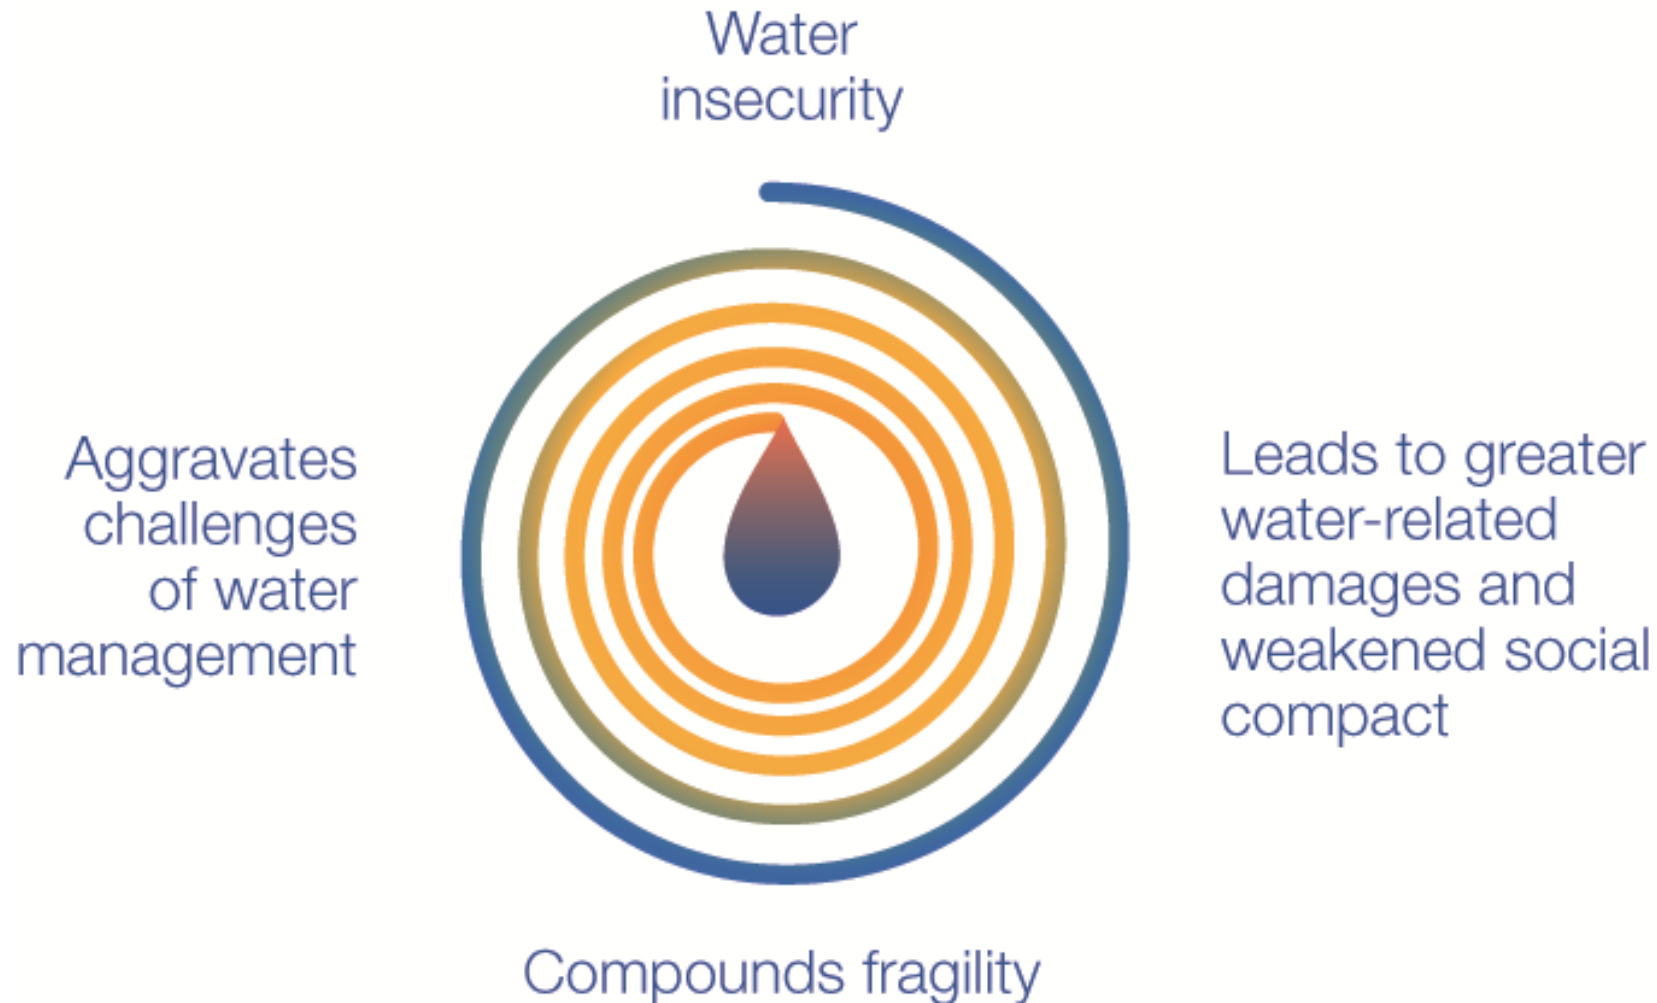 Water
insecurity
Leads to greater
water-related
damages and
weakened social
compact
Compounds fragility
Aggravates
challenges
of water
management